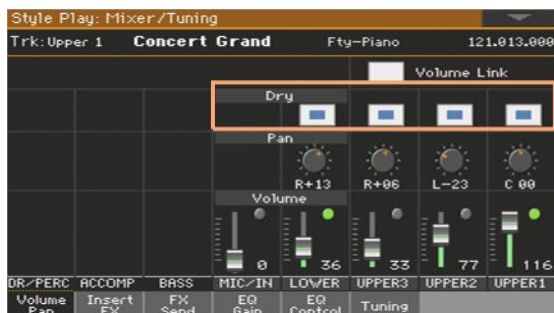 Style Play: Mixer/Tuning
Trk: Upper 1 Concert Grand Fty-Piano 121.013.000
Volume Link
Dry
Pan
R+13 R+06 L-23 C 00
Volume
0 36 33 77 116
DR/PERC ACCOMP BASS MIC/IN LOWER UPPER3 UPPER2 UPPER1
Volume Insert FX EQ EQ Tuning
Pan FX Send Gain Control